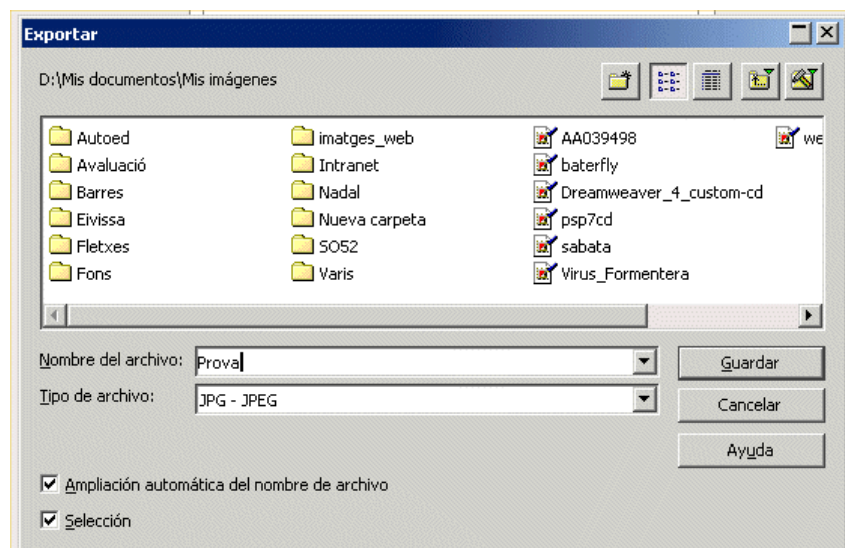 Exportar
D:\Mis documentos\Mis imágenes
Autoed
Avaluació
Barres
Eivissa
Fletxes
Fons
imatges_web
Intranet
Nadal
Nueva carpeta
SO52
Varis
AA039498
baterfly
Dreamweaver_4_custom-cd
psp7cd
sabata
Virus_Formentera
we
Nombre del archivo: Prova
Guardar
Tipo de archivo: JPG - JPEG
Cancelar
Ayuda
Ampliación automática del nombre de archivo
Selección